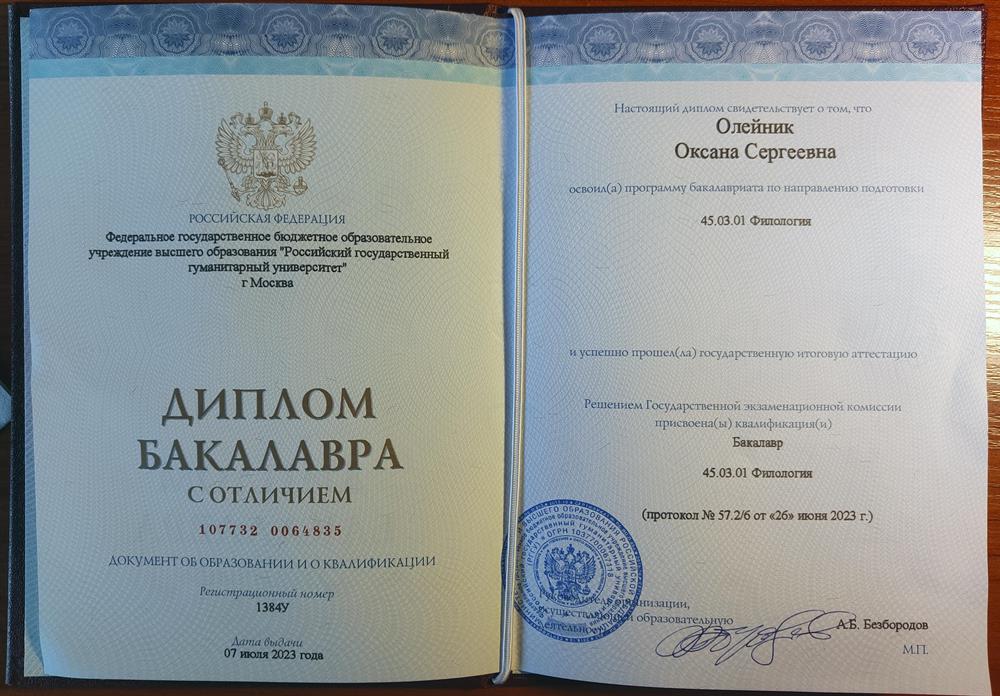 РОССИЙСКАЯ ФЕДЕРАЦИЯ
Федеральное государственное бюджетное образовательное
учреждение высшего образования "Российский государственный
гуманитарный университет"
г Москва
ДИПЛОМ
БАКАЛАВРА
С ОТЛИЧИЕМ
107732 0064835
ДОКУМЕНТ ОБ ОБРАЗОВАНИИ И О КВАЛИФИКАЦИИ
Регистрационный номер
1384У
Дата выдачи
07 июля 2023 года
Настоящий диплом свидетельствует о том, что
Олейник
Оксана Сергеевна
освоил(а) программу бакалавриата по направлению подготовки
45.03.01 Филология
и успешно прошел(ла) государственную итоговую аттестацию
Решением Государственной экзаменационной комиссии
присвоена(ы) квалификация(и)
Бакалавр
45.03.01 Филология
(протокол № 57.2/6 от «26» июня 2023 г.)
Руководитель организации,
осуществляющей образовательную
деятельность
А.Б. Безбородов
М.П.